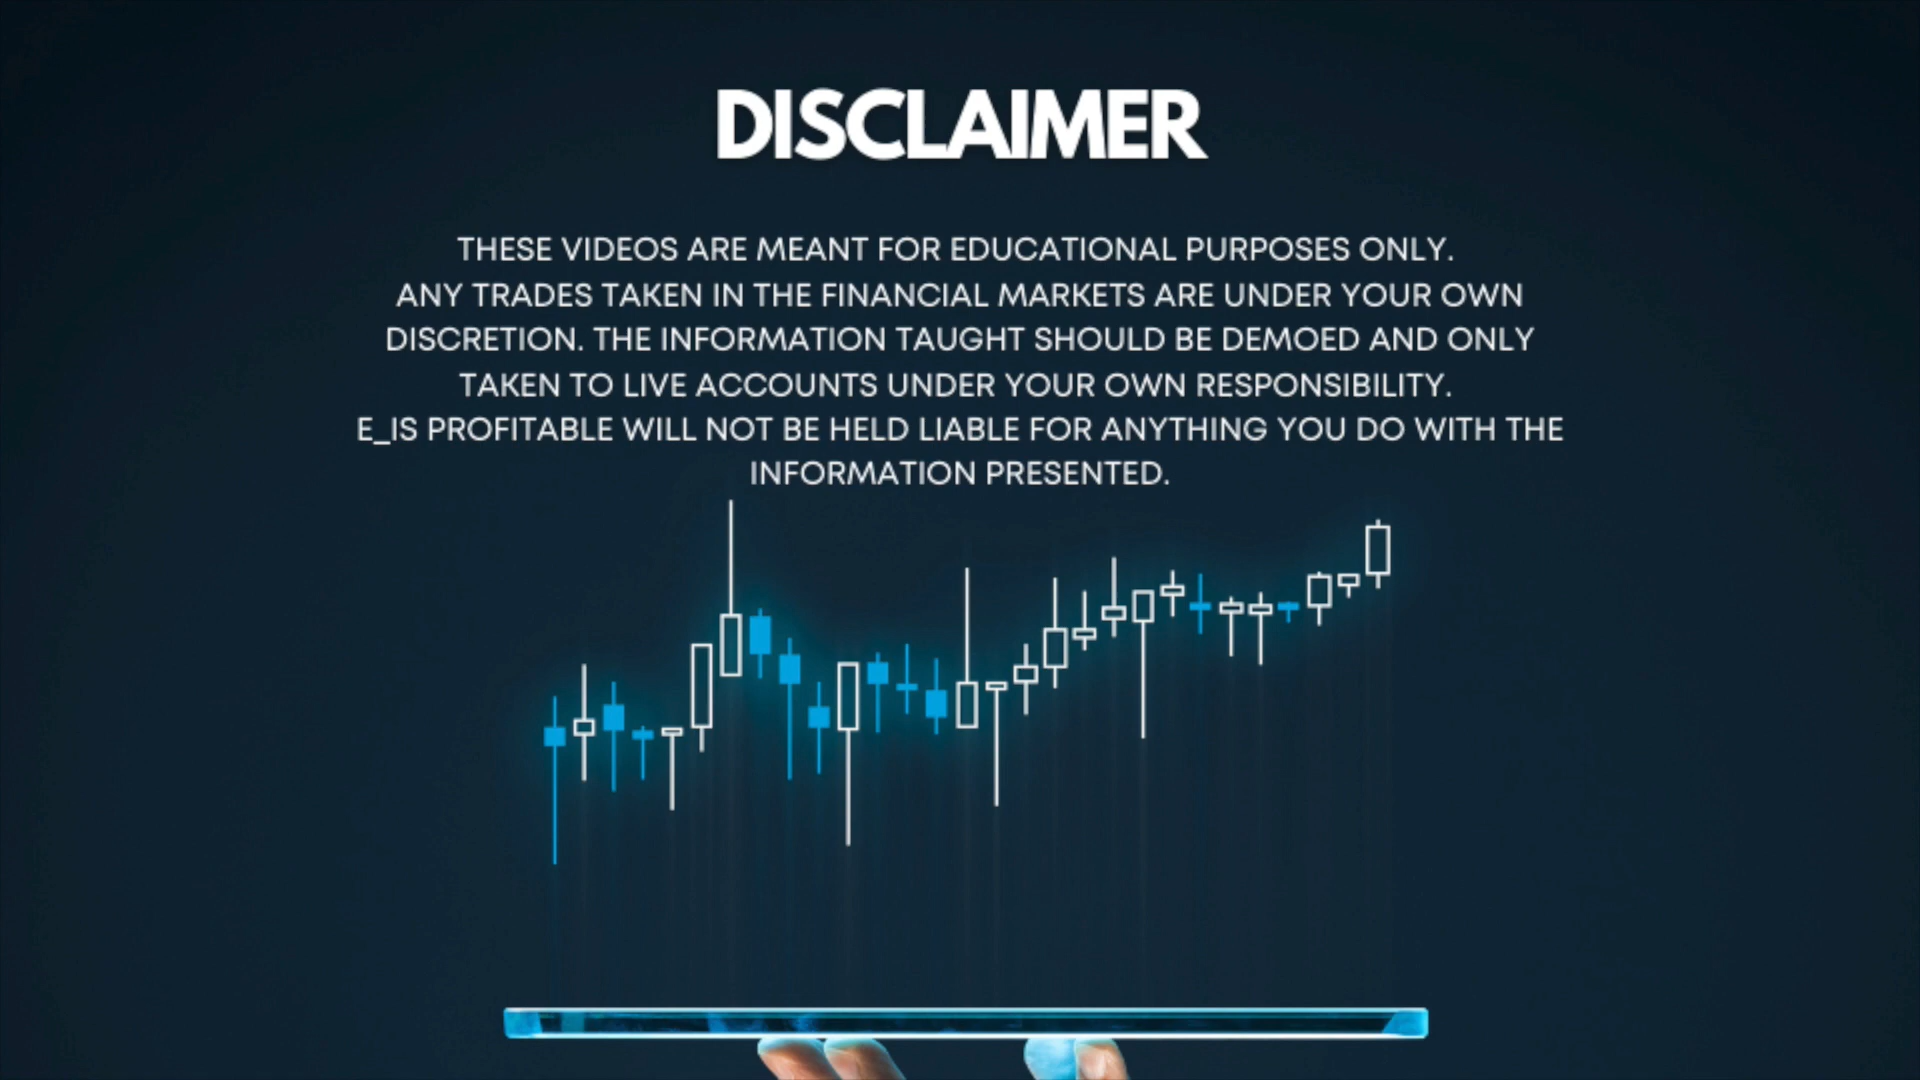 DISCLAIMER
THESE VIDEOS ARE MEANT FOR EDUCATIONAL PURPOSES ONLY.
ANY TRADES TAKEN IN THE FINANCIAL MARKETS ARE UNDER YOUR OWN
DISCRETION. THE INFORMATION TAUGHT SHOULD BE DEMOED AND ONLY
TAKEN TO LIVE ACCOUNTS UNDER YOUR OWN RESPONSIBILITY.
E_IS PROFITABLE WILL NOT BE HELD LIABLE FOR ANYTHING YOU DO WITH THE
INFORMATION PRESENTED.